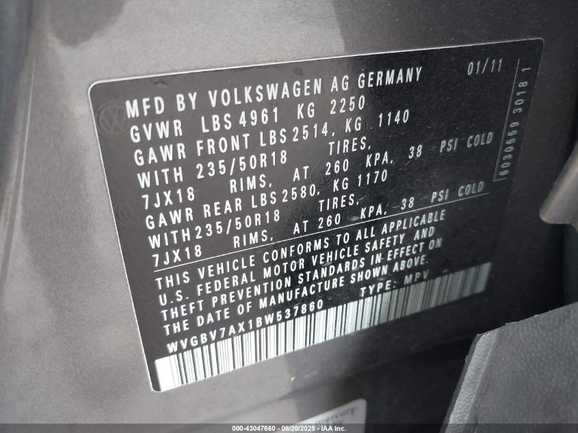 MFD BY VOLKSWAGEN AG GERMANY 01/11
GVWR LBS 4961 KG 2250
GAWR FRONT LBS 2514, KG 1140
WITH 235/50R18 TIRES,
7JX18 RIMS, AT 260 KPA, 38 PSI COLD
GAWR REAR LBS 2580, KG 1170
WITH 235/50R18 TIRES,
7JX18 RIMS, AT 260 KPA, 38 PSI COLD
THIS VEHICLE CONFORMS TO ALL APPLICABLE
U.S. FEDERAL MOTOR VEHICLE SAFETY AND
THEFT PREVENTION STANDARDS IN EFFECT ON
THE DATE OF MANUFACTURE SHOWN ABOVE.
WVGBV7AX1BW537860 TYPE: MPV
6030559 30181
000-43047660 - 08/20/2025 - IAA Inc.